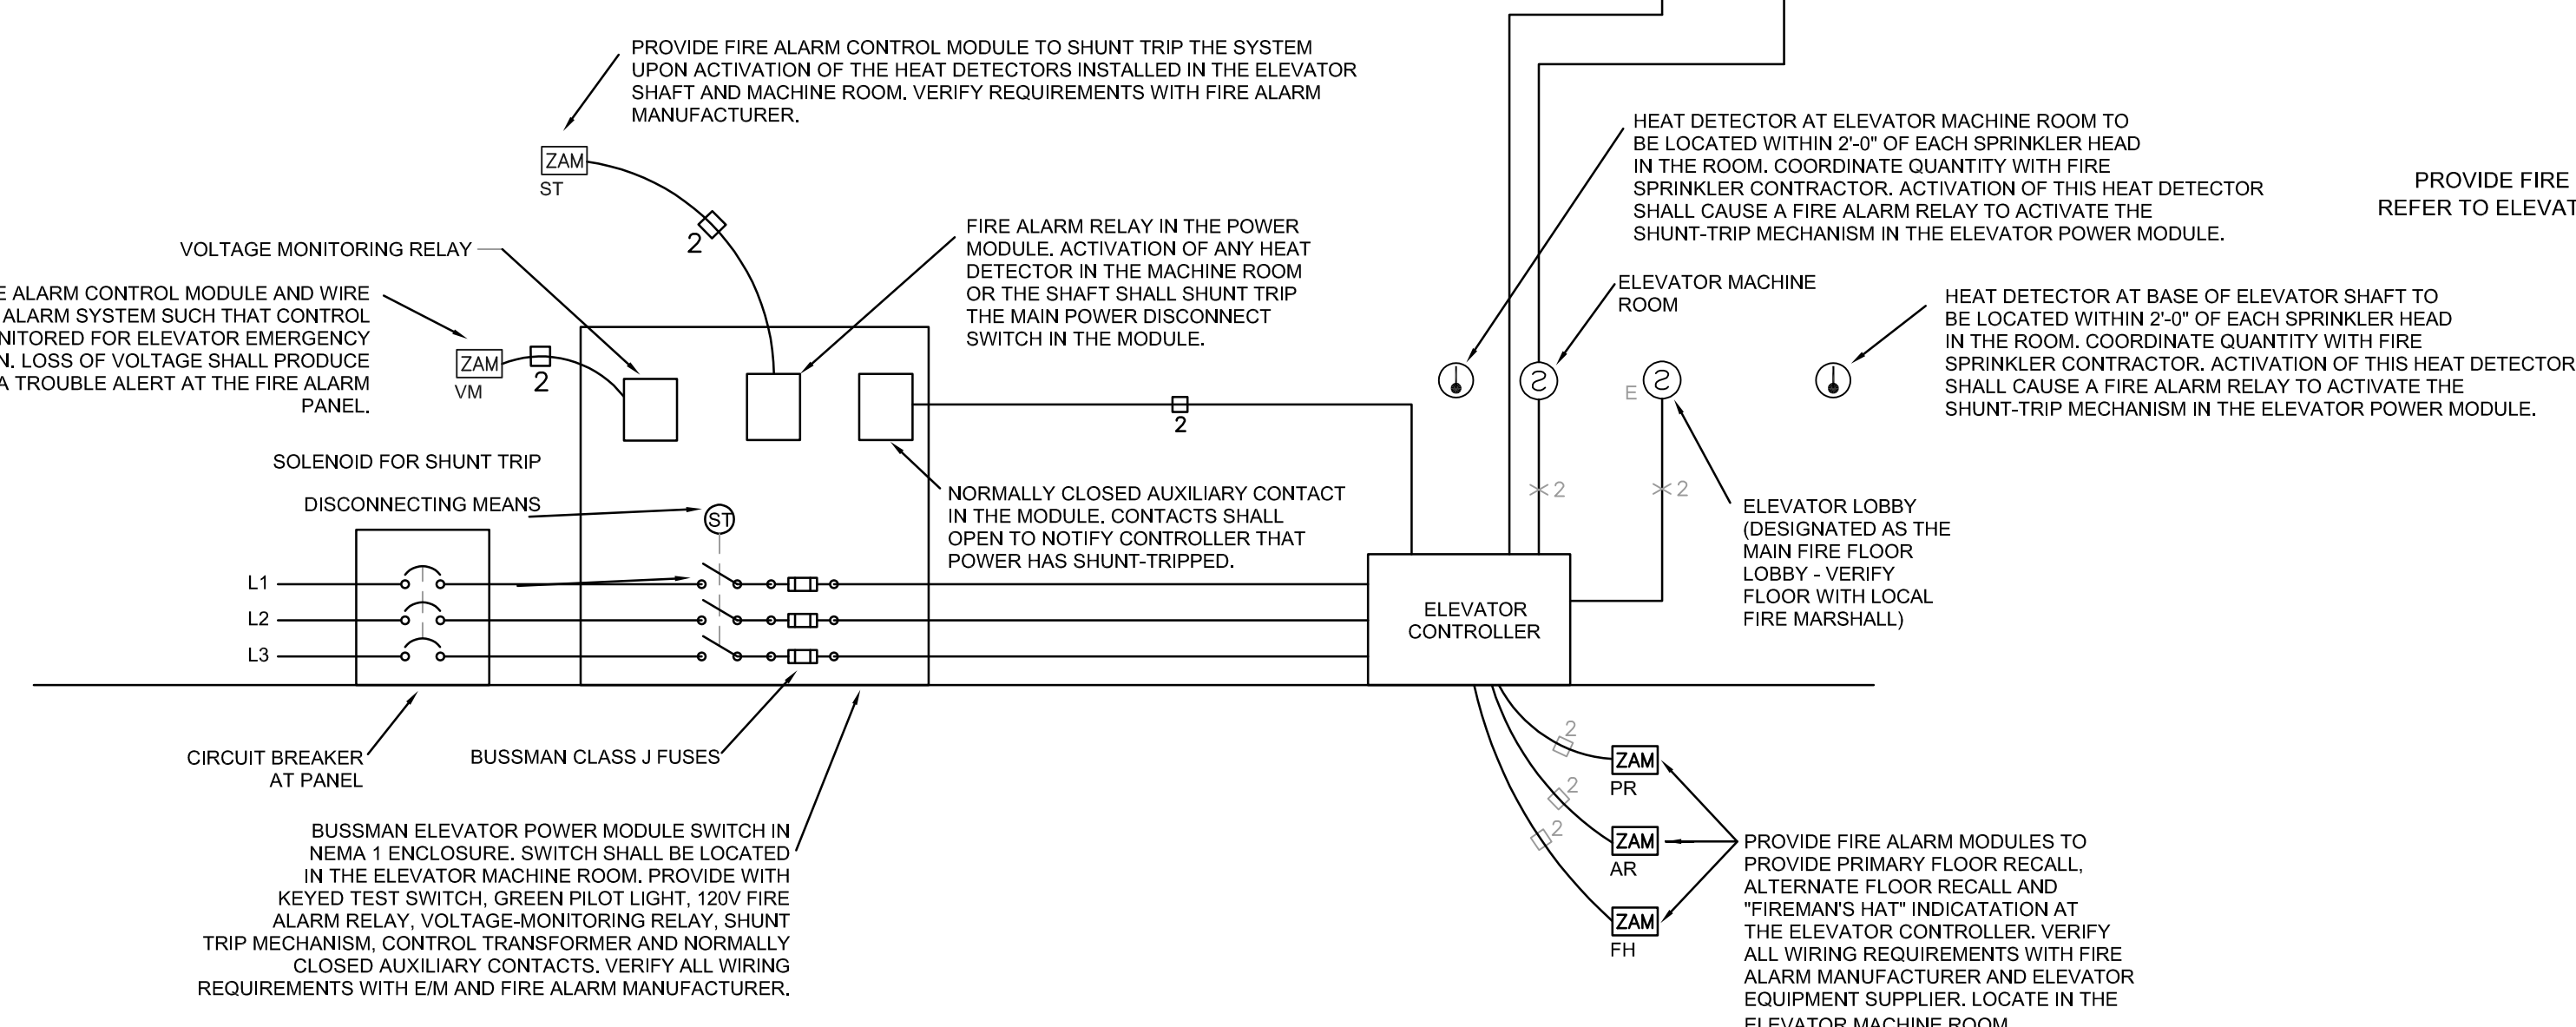 PROVIDE FIRE ALARM CONTROL MODULE TO SHUNT TRIP THE SYSTEM
UPON ACTIVATION OF THE HEAT DETECTORS INSTALLED IN THE ELEVATOR
SHAFT AND MACHINE ROOM. VERIFY REQUIREMENTS WITH FIRE ALARM
MANUFACTURER.
ZAM
ST
2
VOLTAGE MONITORING RELAY
E ALARM CONTROL MODULE AND WIRE
ALARM SYSTEM SUCH THAT CONTROL
NITORED FOR ELEVATOR EMERGENCY
N. LOSS OF VOLTAGE SHALL PRODUCE
A TROUBLE ALERT AT THE FIRE ALARM
PANEL.
ZAM
VM
2
FIRE ALARM RELAY IN THE POWER
MODULE. ACTIVATION OF ANY HEAT
DETECTOR IN THE MACHINE ROOM
OR THE SHAFT SHALL SHUNT TRIP
THE MAIN POWER DISCONNECT
SWITCH IN THE MODULE.
HEAT DETECTOR AT ELEVATOR MACHINE ROOM TO
BE LOCATED WITHIN 2'-0" OF EACH SPRINKLER HEAD
IN THE ROOM. COORDINATE QUANTITY WITH FIRE
SPRINKLER CONTRACTOR. ACTIVATION OF THIS HEAT DETECTOR
SHALL CAUSE A FIRE ALARM RELAY TO ACTIVATE THE
SHUNT-TRIP MECHANISM IN THE ELEVATOR POWER MODULE.
PROVIDE FIRE
REFER TO ELEVAT
ELEVATOR MACHINE
ROOM
HEAT DETECTOR AT BASE OF ELEVATOR SHAFT TO
BE LOCATED WITHIN 2'-0" OF EACH SPRINKLER HEAD
IN THE ROOM. COORDINATE QUANTITY WITH FIRE
SPRINKLER CONTRACTOR. ACTIVATION OF THIS HEAT DETECTOR
SHALL CAUSE A FIRE ALARM RELAY TO ACTIVATE THE
SHUNT-TRIP MECHANISM IN THE ELEVATOR POWER MODULE.
S
E
S
2
2
2
SOLENOID FOR SHUNT TRIP
DISCONNECTING MEANS
ST
NORMALLY CLOSED AUXILIARY CONTACT
IN THE MODULE. CONTACTS SHALL
OPEN TO NOTIFY CONTROLLER THAT
POWER HAS SHUNT-TRIPPED.
ELEVATOR LOBBY
(DESIGNATED AS THE
MAIN FIRE FLOOR
LOBBY - VERIFY
FLOOR WITH LOCAL
FIRE MARSHALL)
L1
L2
L3
ELEVATOR
CONTROLLER
CIRCUIT BREAKER
AT PANEL
BUSSMAN CLASS J FUSES
BUSSMAN ELEVATOR POWER MODULE SWITCH IN
NEMA 1 ENCLOSURE. SWITCH SHALL BE LOCATED
IN THE ELEVATOR MACHINE ROOM. PROVIDE WITH
KEYED TEST SWITCH, GREEN PILOT LIGHT, 120V FIRE
ALARM RELAY, VOLTAGE-MONITORING RELAY, SHUNT
TRIP MECHANISM, CONTROL TRANSFORMER AND NORMALLY
CLOSED AUXILIARY CONTACTS. VERIFY ALL WIRING
REQUIREMENTS WITH E/M AND FIRE ALARM MANUFACTURER.
2
ZAM
PR
2
ZAM
AR
2
ZAM
FH
PROVIDE FIRE ALARM MODULES TO
PROVIDE PRIMARY FLOOR RECALL,
ALTERNATE FLOOR RECALL AND
"FIREMAN'S HAT" INDICATATION AT
THE ELEVATOR CONTROLLER. VERIFY
ALL WIRING REQUIREMENTS WITH FIRE
ALARM MANUFACTURER AND ELEVATOR
EQUIPMENT SUPPLIER. LOCATE IN THE
ELEVATOR MACHINE ROOM